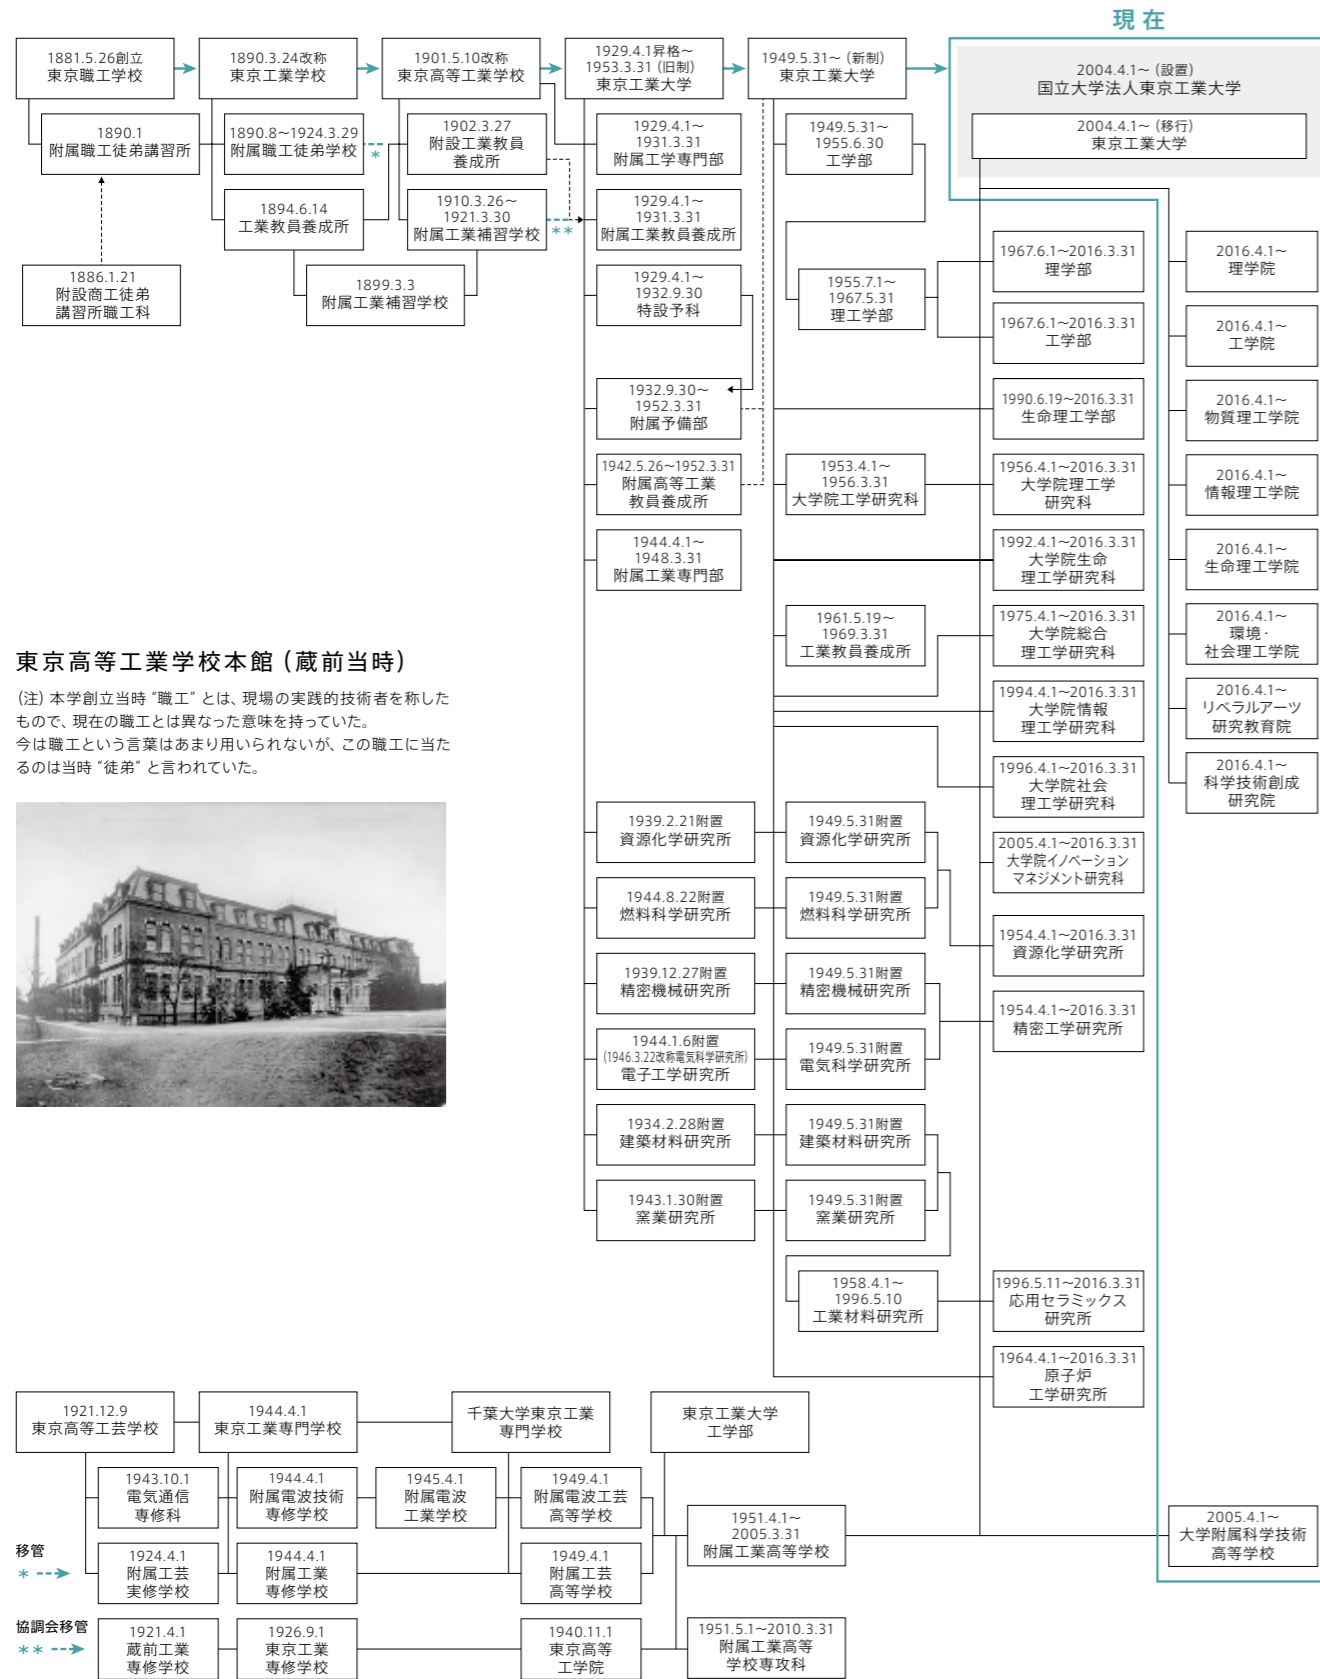 現在
1881.5.26創立
東京職工学校
1890.3.24改称
東京工業学校
1901.5.10改称
東京高等工業学校
1929.4.1昇格～
1953.3.31 (旧制)
東京工業大学
1949.5.31～ (新制)
東京工業大学
2004.4.1～ (設置)
国立大学法人東京工業大学
2004.4.1～ (移行)
東京工業大学
1890.1
附属職工徒弟講習所
1886.1.21
附設商工徒弟
講習所職工科
1890.8～1924.3.29
附属職工徒弟学校
*
1894.6.14
工業教員養成所
1899.3.3
附属工業補習学校
1902.3.27
附設工業教員
養成所
1910.3.26～
1921.3.30
附属工業補習学校
**
1929.4.1～
1931.3.31
附属工学専門部
1929.4.1～
1931.3.31
附属工業教員養成所
1929.4.1～
1932.9.30
特設予科
1932.9.30～
1952.3.31
附属予備部
1942.5.26～1952.3.31
附属高等工業
教員養成所
1944.4.1～
1948.3.31
附属工業専門部
1939.2.21附置
資源化学研究所
1944.8.22附置
燃料科学研究所
1939.12.27附置
精密機械研究所
1944.1.6附置
(1946.3.22改称電気科学研究所)
電子工学研究所
1934.2.28附置
建築材料研究所
1943.1.30附置
窯業研究所
1949.5.31～
1955.6.30
工学部
1955.7.1～
1967.5.31
理工学部
1953.4.1～
1956.3.31
大学院工学研究科
1961.5.19～
1969.3.31
工業教員養成所
1949.5.31附置
資源化学研究所
1949.5.31附置
燃料科学研究所
1949.5.31附置
精密機械研究所
1949.5.31附置
電気科学研究所
1949.5.31附置
建築材料研究所
1949.5.31附置
窯業研究所
1958.4.1～
1996.5.10
工業材料研究所
1967.6.1～2016.3.31
理学部
1967.6.1～2016.3.31
工学部
1990.6.19～2016.3.31
生命理工学部
1956.4.1～2016.3.31
大学院理工学
研究科
1992.4.1～2016.3.31
大学院生命
理工学研究科
1975.4.1～2016.3.31
大学院総合
理工学研究科
1994.4.1～2016.3.31
大学院情報
理工学研究科
1996.4.1～2016.3.31
大学院社会
理工学研究科
2005.4.1～2016.3.31
大学院イノベーション
マネジメント研究科
1954.4.1～2016.3.31
資源化学研究所
1954.4.1～2016.3.31
精密工学研究所
1996.5.11～2016.3.31
応用セラミックス
研究所
1964.4.1～2016.3.31
原子炉
工学研究所
2016.4.1～
理学院
2016.4.1～
工学院
2016.4.1～
物質理工学院
2016.4.1～
情報理工学院
2016.4.1～
生命理工学院
2016.4.1～
環境・
社会理工学院
2016.4.1～
リベラルアーツ
研究教育院
2016.4.1～
科学技術創成
研究院
東京高等工業学校本館 (蔵前当時)
(注) 本学創立当時 “職工” とは、現場の実践的技術者を称した
もので、現在の職工とは異なった意味を持っていた。
今は職工という言葉はあまり用いられないが、この職工に当た
るのは当時 “徒弟” と言われていた。
1921.12.9
東京高等工芸学校
1944.4.1
東京工業専門学校
千葉大学東京工業
専門学校
東京工業大学
工学部
1943.10.1
電気通信
専修科
1944.4.1
附属電波技術
専修学校
1945.4.1
附属電波
工業学校
1949.4.1
附属電波工芸
高等学校
1951.4.1～
2005.3.31
附属工業高等学校
2005.4.1～
大学附属科学技術
高等学校
移管
*
1924.4.1
附属工芸
実修学校
1944.4.1
附属工業
専修学校
1949.4.1
附属工芸
高等学校
協調会移管
**
1921.4.1
蔵前工業
専修学校
1926.9.1
東京工業
専修学校
1940.11.1
東京高等
工学院
1951.5.1～2010.3.31
附属工業高等
学校専攻科